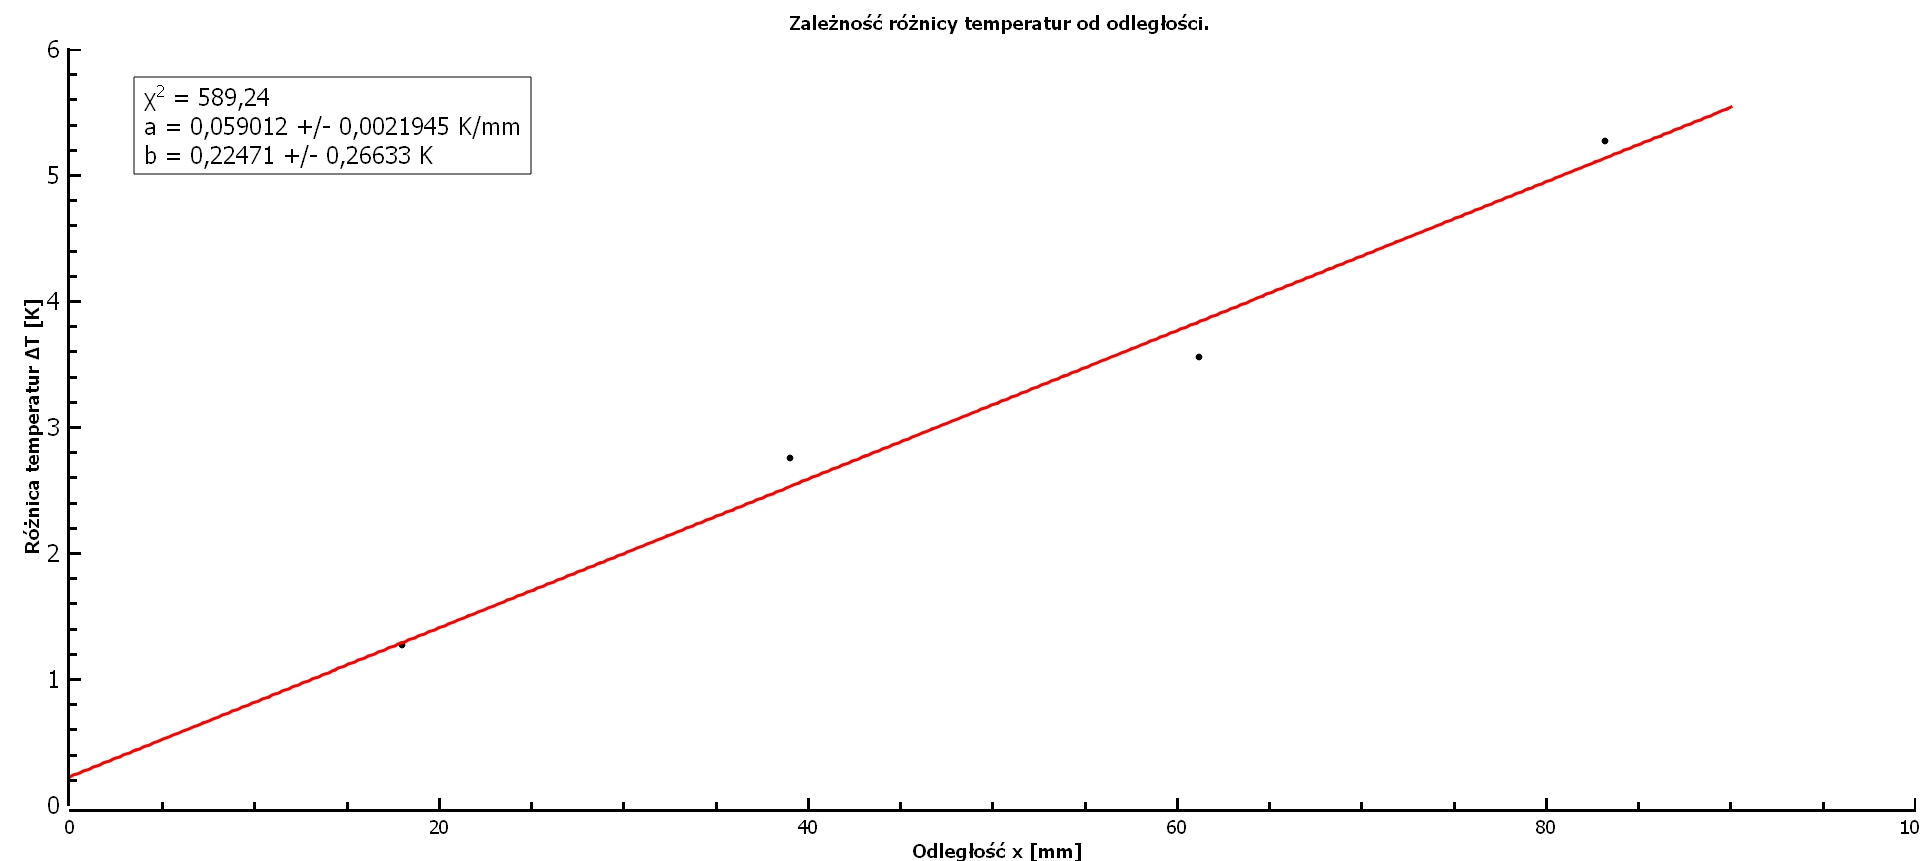 Zależność różnicy temperatur od odległości.
χ2 = 589,24
a = 0,059012 +/- 0,0021945 K/mm
b = 0,22471 +/- 0,26633 K
Różnica temperatur ΔT [K]
6
5
4
3
2
1
0
0 20 40 60 80 10
Odległość x [mm]